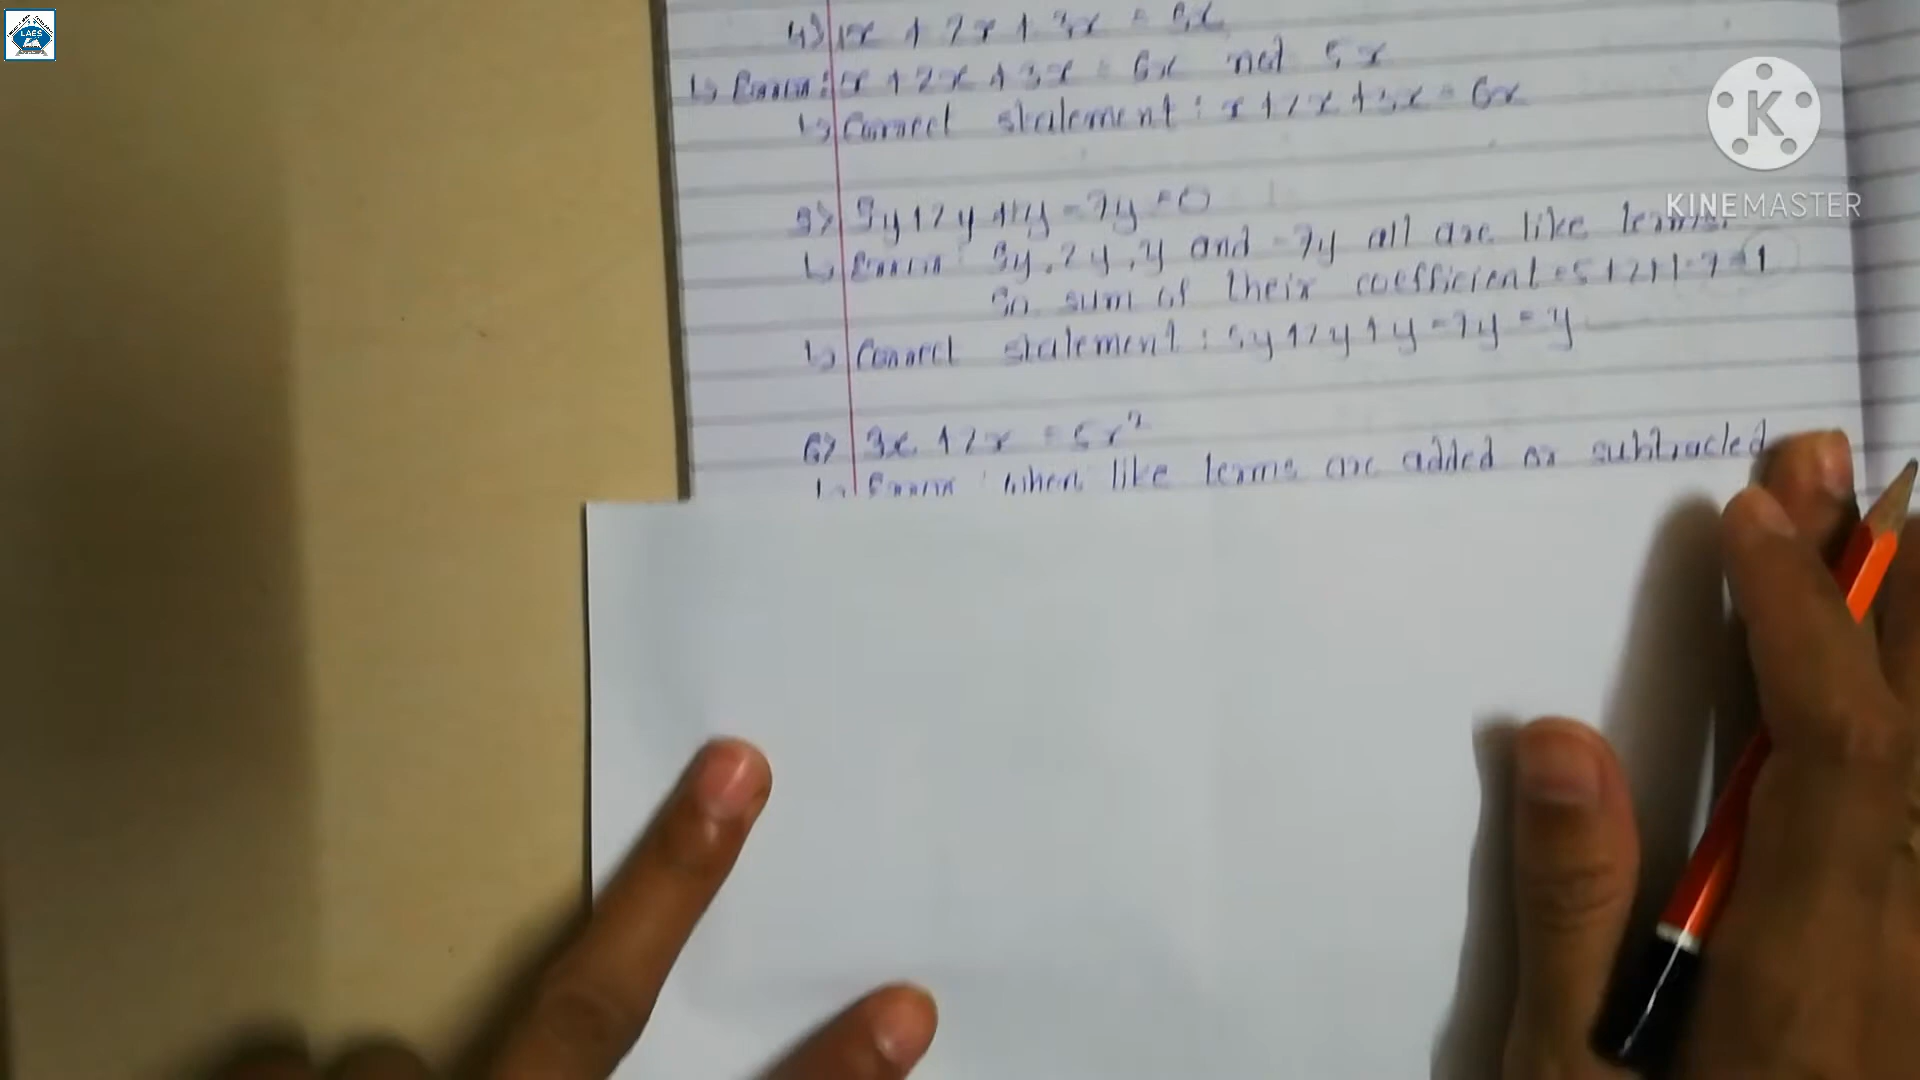 LAES
4) x + 2x + 3x = 5x
↳ Error: x + 2x + 3x = 6x not 5x
↳ Correct statement: x + 2x + 3x = 6x
KINEMASTER
5) 5y + 2y + y - 7y = 0
↳ Error: 5y, 2y, y and -7y all are like terms.
So sum of their coefficient = 5 + 2 + 1 - 7 = 1
↳ Correct statement: 5y + 2y + y - 7y = y
6) 3x + 2x = 5x²
↳ Error: when like terms are added or subtracted